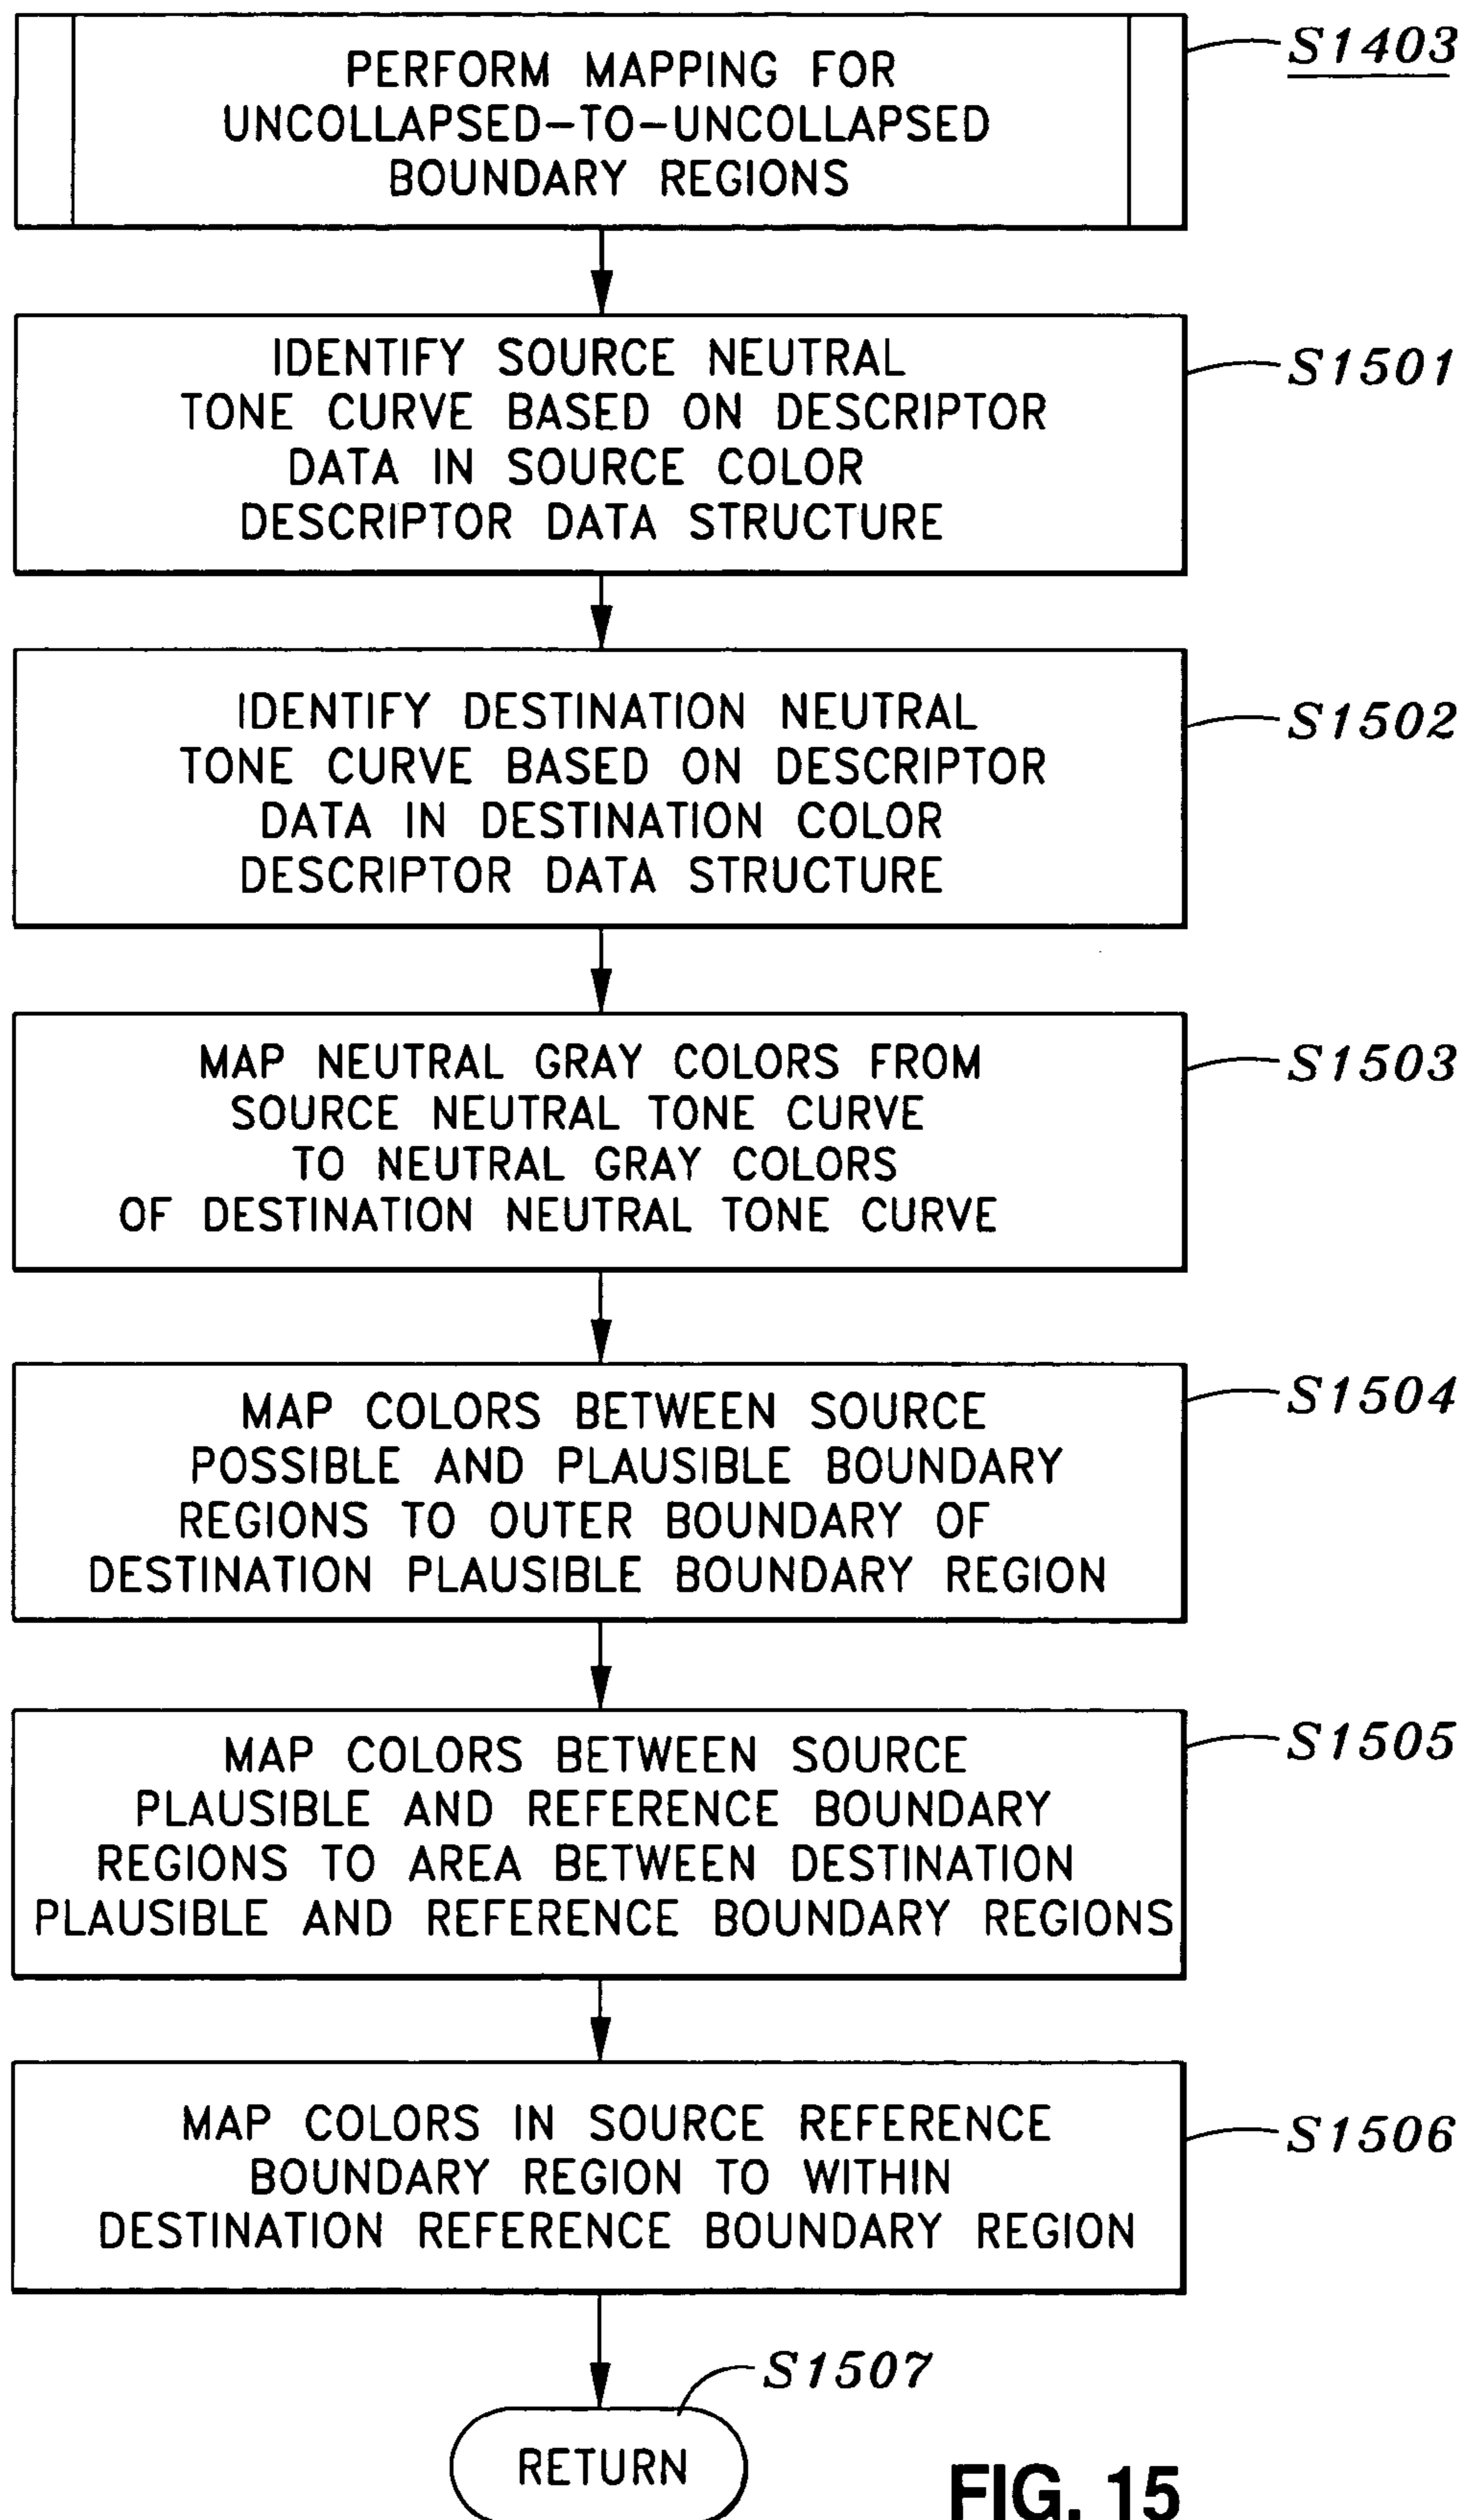 PERFORM MAPPING FOR
UNCOLLAPSED-TO-UNCOLLAPSED
BOUNDARY REGIONS
S1403
IDENTIFY SOURCE NEUTRAL
TONE CURVE BASED ON DESCRIPTOR
DATA IN SOURCE COLOR
DESCRIPTOR DATA STRUCTURE
S1501
IDENTIFY DESTINATION NEUTRAL
TONE CURVE BASED ON DESCRIPTOR
DATA IN DESTINATION COLOR
DESCRIPTOR DATA STRUCTURE
S1502
MAP NEUTRAL GRAY COLORS FROM
SOURCE NEUTRAL TONE CURVE
TO NEUTRAL GRAY COLORS
OF DESTINATION NEUTRAL TONE CURVE
S1503
MAP COLORS BETWEEN SOURCE
POSSIBLE AND PLAUSIBLE BOUNDARY
REGIONS TO OUTER BOUNDARY OF
DESTINATION PLAUSIBLE BOUNDARY REGION
S1504
MAP COLORS BETWEEN SOURCE
PLAUSIBLE AND REFERENCE BOUNDARY
REGIONS TO AREA BETWEEN DESTINATION
PLAUSIBLE AND REFERENCE BOUNDARY REGIONS
S1505
MAP COLORS IN SOURCE REFERENCE
BOUNDARY REGION TO WITHIN
DESTINATION REFERENCE BOUNDARY REGION
S1506
S1507
RETURN
FIG. 15